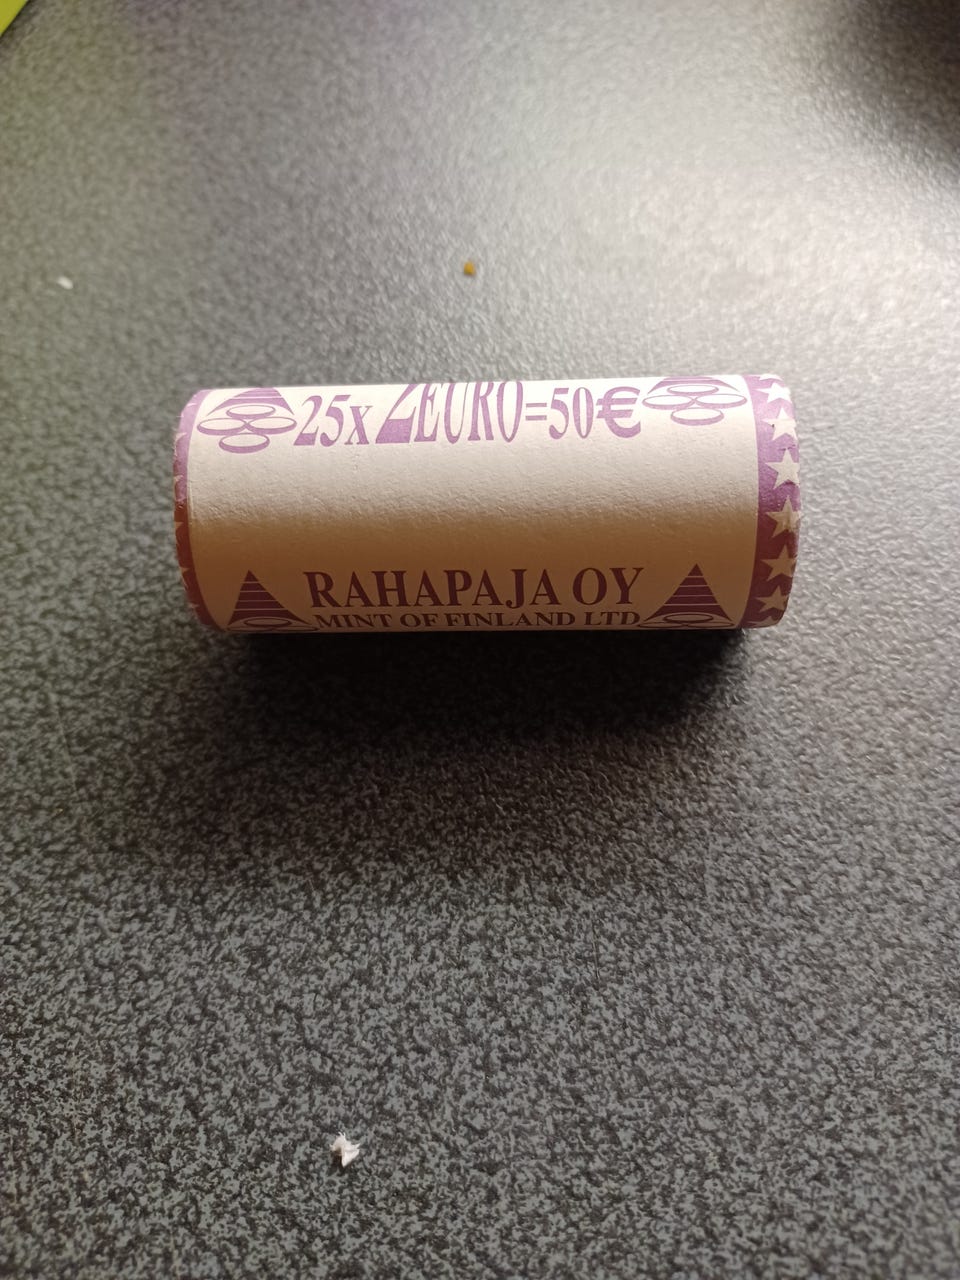 25x 2EURO=50€
RAHAPAJA OY
MINT OF FINLAND LTD